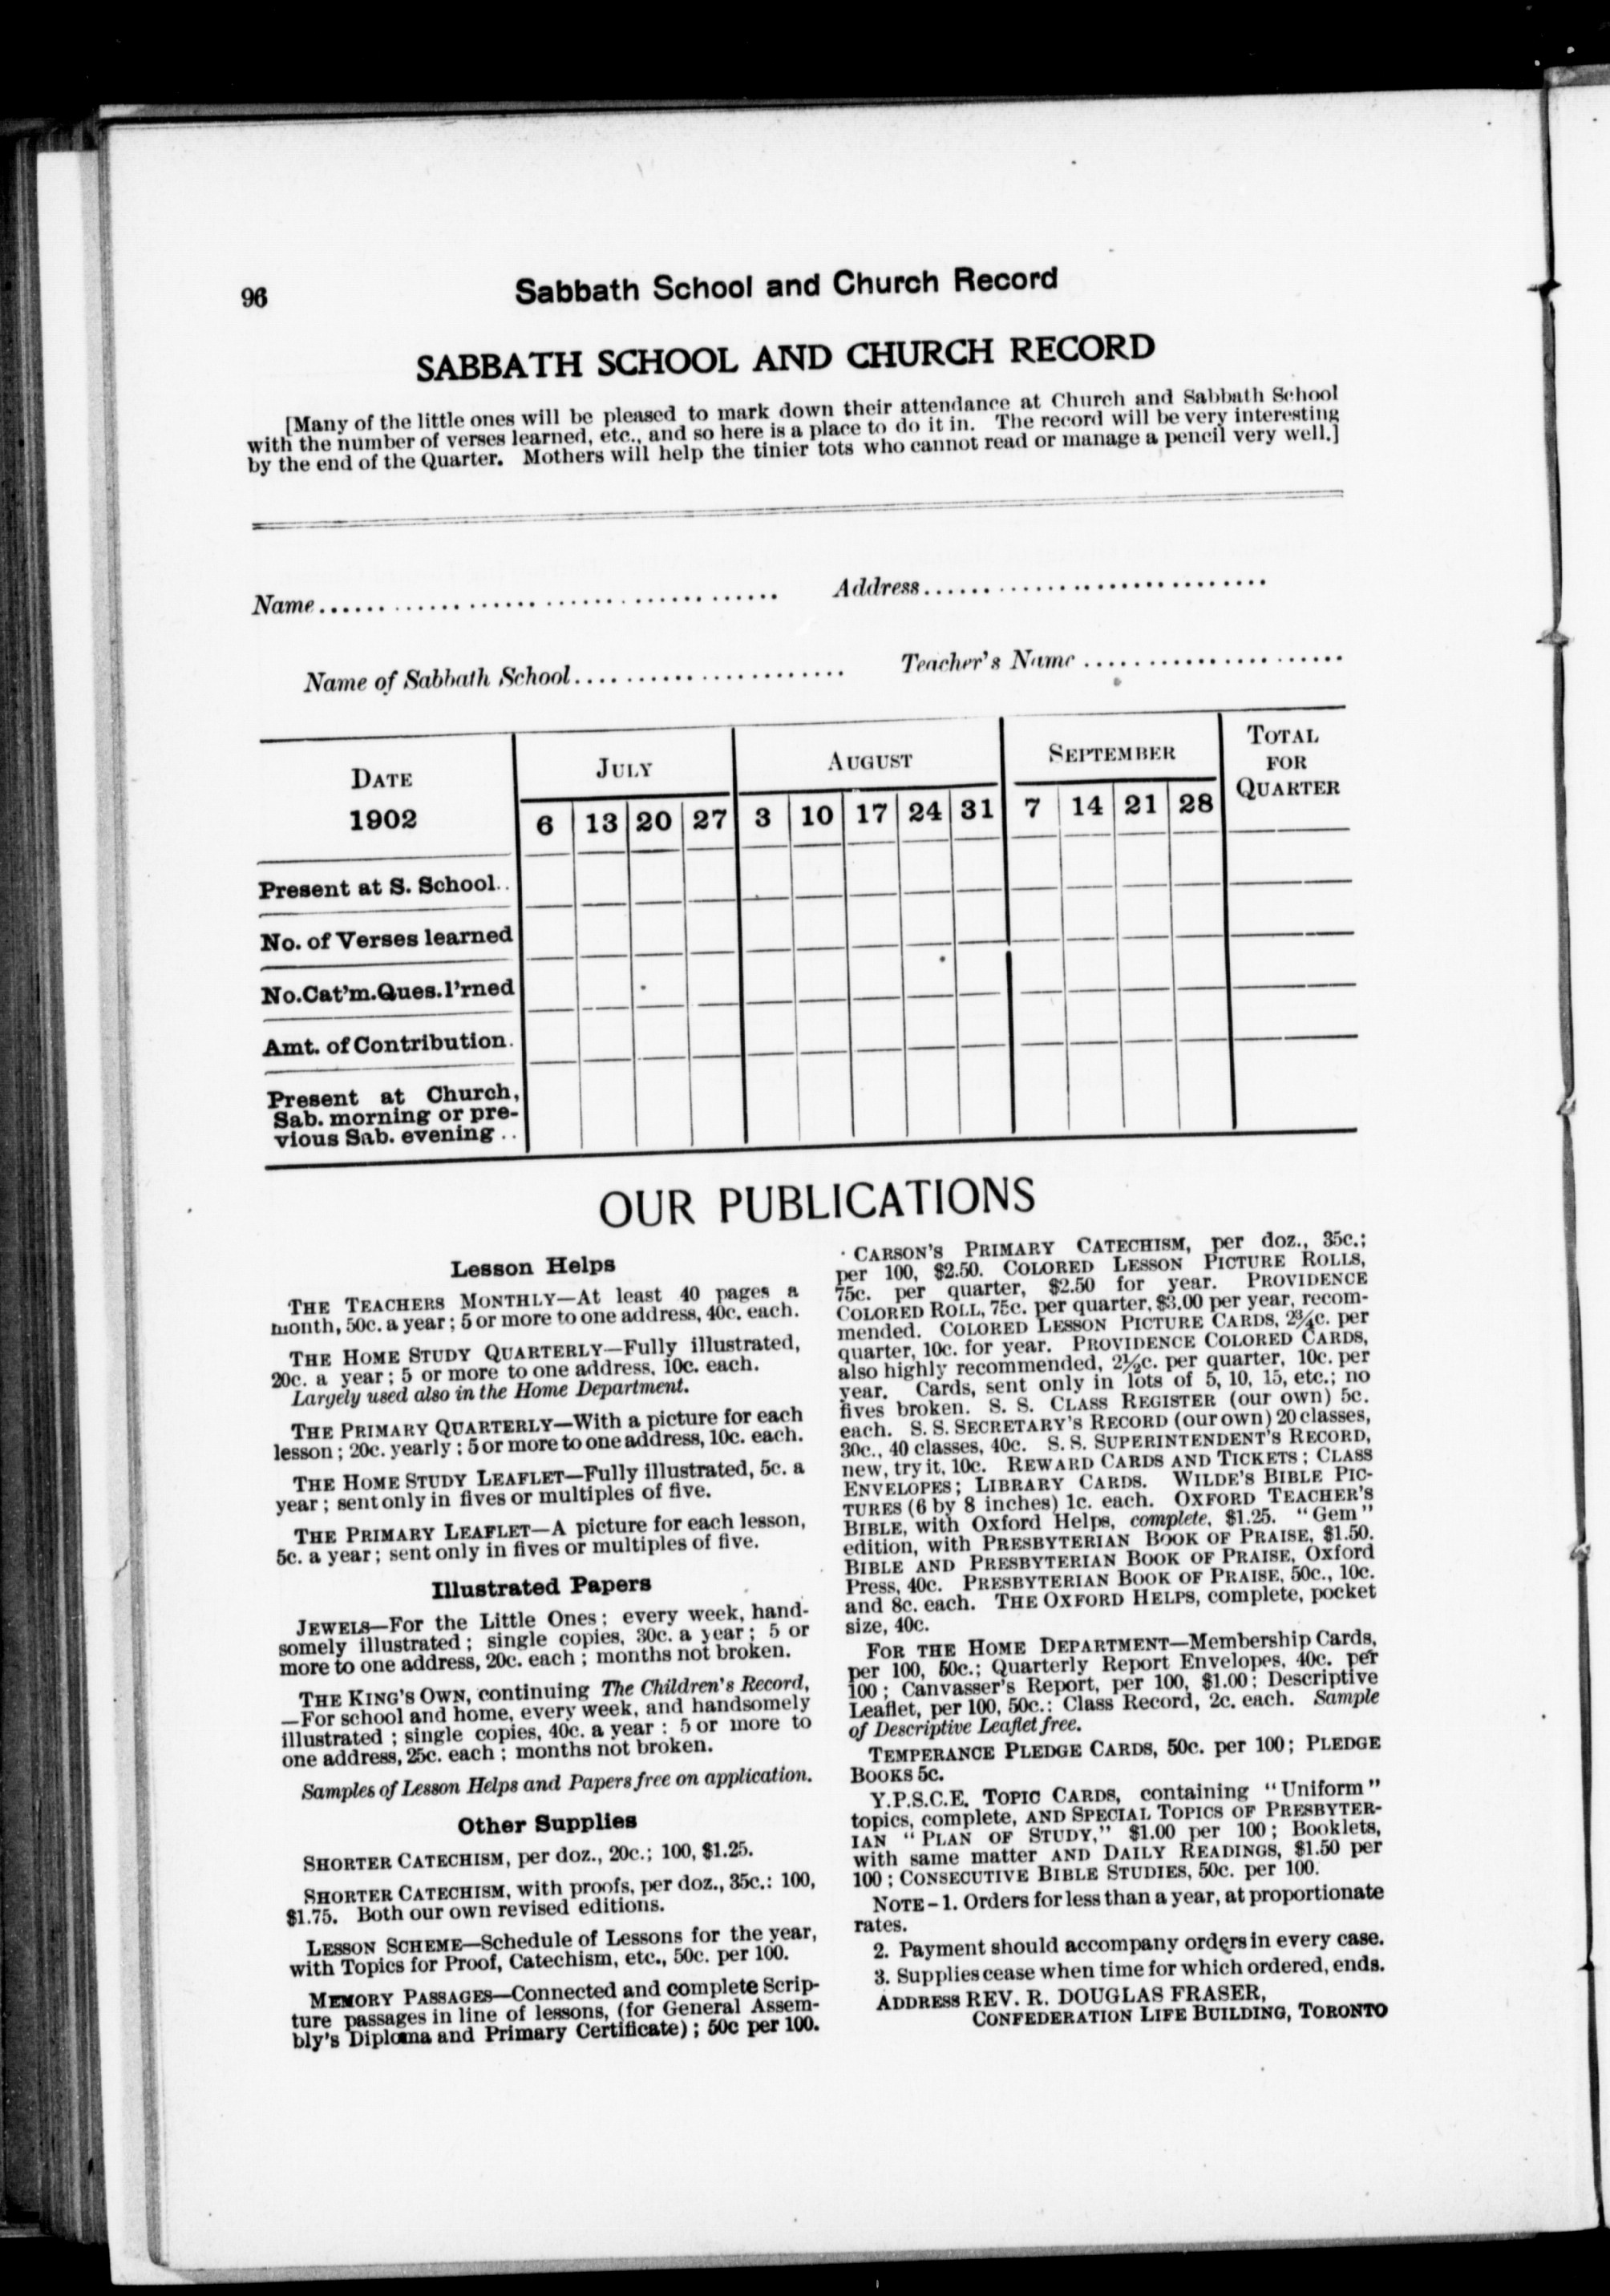 96
Sabbath School and Church Record
SABBATH SCHOOL AND CHURCH RECORD
[Many of the little ones will be pleased to mark down their attendance at Church and Sabbath School
with the number of verses learned, etc., and so here is a place to do it in. The record will be very interesting
by the end of the Quarter. Mothers will help the tinier tots who cannot read or manage a pencil very well.]
Name........................................ Address..............................
Name of Sabbath School........................ Teacher's Name......................
DATE JULY AUGUST SEPTEMBER TOTAL
FOR
QUARTER
1902 6 13 20 27 3 10 17 24 31 7 14 21 28
Present at S. School..
No. of Verses learned
No.Cat'm.Ques.l'rned
Amt. of Contribution.
Present at Church,
Sab. morning or pre-
vious Sab. evening ..
OUR PUBLICATIONS
Lesson Helps
THE TEACHERS MONTHLY—At least 40 pages a
month, 50c. a year; 5 or more to one address, 40c. each.
THE HOME STUDY QUARTERLY—Fully illustrated,
20c. a year; 5 or more to one address, 10c. each.
Largely used also in the Home Department.
THE PRIMARY QUARTERLY—With a picture for each
lesson; 20c. yearly; 5 or more to one address, 10c. each.
THE HOME STUDY LEAFLET—Fully illustrated, 5c. a
year; sent only in fives or multiples of five.
THE PRIMARY LEAFLET—A picture for each lesson,
5c. a year; sent only in fives or multiples of five.
Illustrated Papers
JEWELS—For the Little Ones; every week, hand-
somely illustrated; single copies, 30c. a year; 5 or
more to one address, 20c. each; months not broken.
THE KING'S OWN, continuing The Children's Record,
—For school and home, every week, and handsomely
illustrated; single copies, 40c. a year; 5 or more to
one address, 25c. each; months not broken.
Samples of Lesson Helps and Papers free on application.
Other Supplies
SHORTER CATECHISM, per doz., 20c.; 100, $1.25.
SHORTER CATECHISM, with proofs, per doz., 35c.: 100,
$1.75. Both our own revised editions.
LESSON SCHEME—Schedule of Lessons for the year,
with Topics for Proof, Catechism, etc., 50c. per 100.
MEMORY PASSAGES—Connected and complete Scrip-
ture passages in line of lessons, (for General Assem-
bly's Diploma and Primary Certificate); 50c per 100.
CARSON'S PRIMARY CATECHISM, per doz., 35c.;
per 100, $2.50. COLORED LESSON PICTURE ROLLS,
75c. per quarter, $2.50 for year. PROVIDENCE
COLORED ROLL, 75c. per quarter, $3.00 per year, recom-
mended. COLORED LESSON PICTURE CARDS, 2¾c. per
quarter, 10c. for year. PROVIDENCE COLORED CARDS,
also highly recommended, 2½c. per quarter, 10c. per
year. Cards, sent only in lots of 5, 10, 15, etc.; no
fives broken. S. S. CLASS REGISTER (our own) 5c.
each. S. S. SECRETARY'S RECORD (our own) 20 classes,
30c., 40 classes, 40c. S. S. SUPERINTENDENT'S RECORD,
new, try it, 10c. REWARD CARDS AND TICKETS; CLASS
ENVELOPES; LIBRARY CARDS. WILDE'S BIBLE PIC-
TURES (6 by 8 inches) 1c. each. OXFORD TEACHER'S
BIBLE, with Oxford Helps, complete, $1.25. "Gem"
edition, with PRESBYTERIAN BOOK OF PRAISE, $1.50.
BIBLE AND PRESBYTERIAN BOOK OF PRAISE, Oxford
Press, 40c. PRESBYTERIAN BOOK OF PRAISE, 50c., 10c.
and 8c. each. THE OXFORD HELPS, complete, pocket
size, 40c.
FOR THE HOME DEPARTMENT—Membership Cards,
per 100, 50c.; Quarterly Report Envelopes, 40c. per
100; Canvasser's Report, per 100, $1.00; Descriptive
Leaflet, per 100, 50c.; Class Record, 2c. each. Sample
of Descriptive Leaflet free.
TEMPERANCE PLEDGE CARDS, 50c. per 100; PLEDGE
BOOKS 5c.
Y.P.S.C.E. TOPIC CARDS, containing "Uniform"
topics, complete, AND SPECIAL TOPICS OF PRESBYTER-
IAN "PLAN OF STUDY," $1.00 per 100; Booklets,
with same matter AND DAILY READINGS, $1.50 per
100; CONSECUTIVE BIBLE STUDIES, 50c. per 100.
NOTE–1. Orders for less than a year, at proportionate
rates.
2. Payment should accompany orders in every case.
3. Supplies cease when time for which ordered, ends.
ADDRESS REV. R. DOUGLAS FRASER,
CONFEDERATION LIFE BUILDING, TORONTO